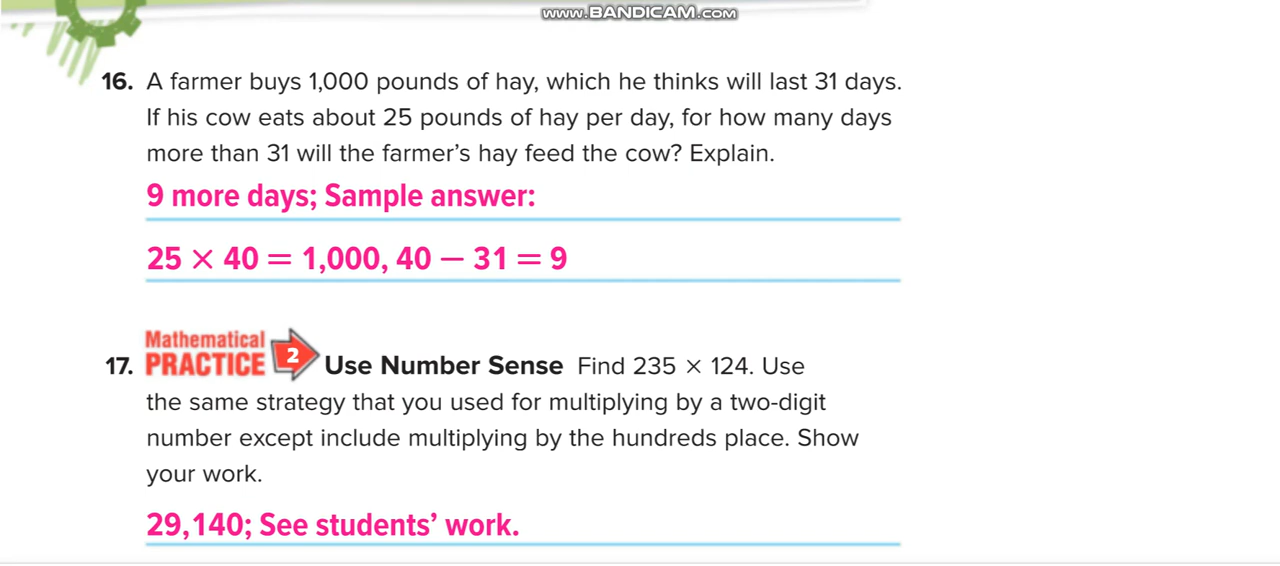 www.BANDICAM.com
16. A farmer buys 1,000 pounds of hay, which he thinks will last 31 days.
If his cow eats about 25 pounds of hay per day, for how many days
more than 31 will the farmer’s hay feed the cow? Explain.
9 more days; Sample answer:
25 × 40 = 1,000, 40 – 31 = 9
Mathematical
17. PRACTICE 2 Use Number Sense Find 235 × 124. Use
the same strategy that you used for multiplying by a two-digit
number except include multiplying by the hundreds place. Show
your work.
29,140; See students’ work.